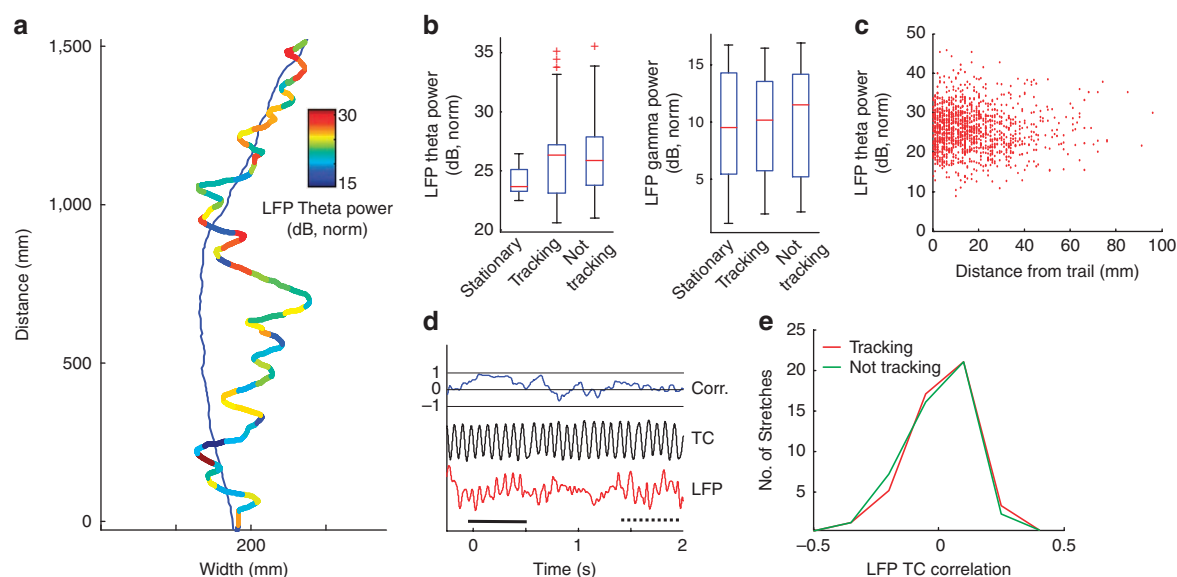 a
1,500
1,000
500
0
Distance (mm)
200
Width (mm)
30
15
LFP Theta power
(dB, norm)
b
35
30
25
20
LFP theta power
(dB, norm)
Stationary
Tracking
Not
tracking
15
10
5
LFP gamma power
(dB, norm)
Stationary
Tracking
Not
tracking
c
50
40
30
20
10
0
LFP theta power
(dB, norm)
0
20
40
60
80
100
Distance from trail (mm)
d
1
0
−1
Corr.
TC
LFP
0
1
2
Time (s)
e
25
20
15
10
5
0
No. of Stretches
Tracking
Not tracking
−0.5
0
0.5
LFP TC correlation